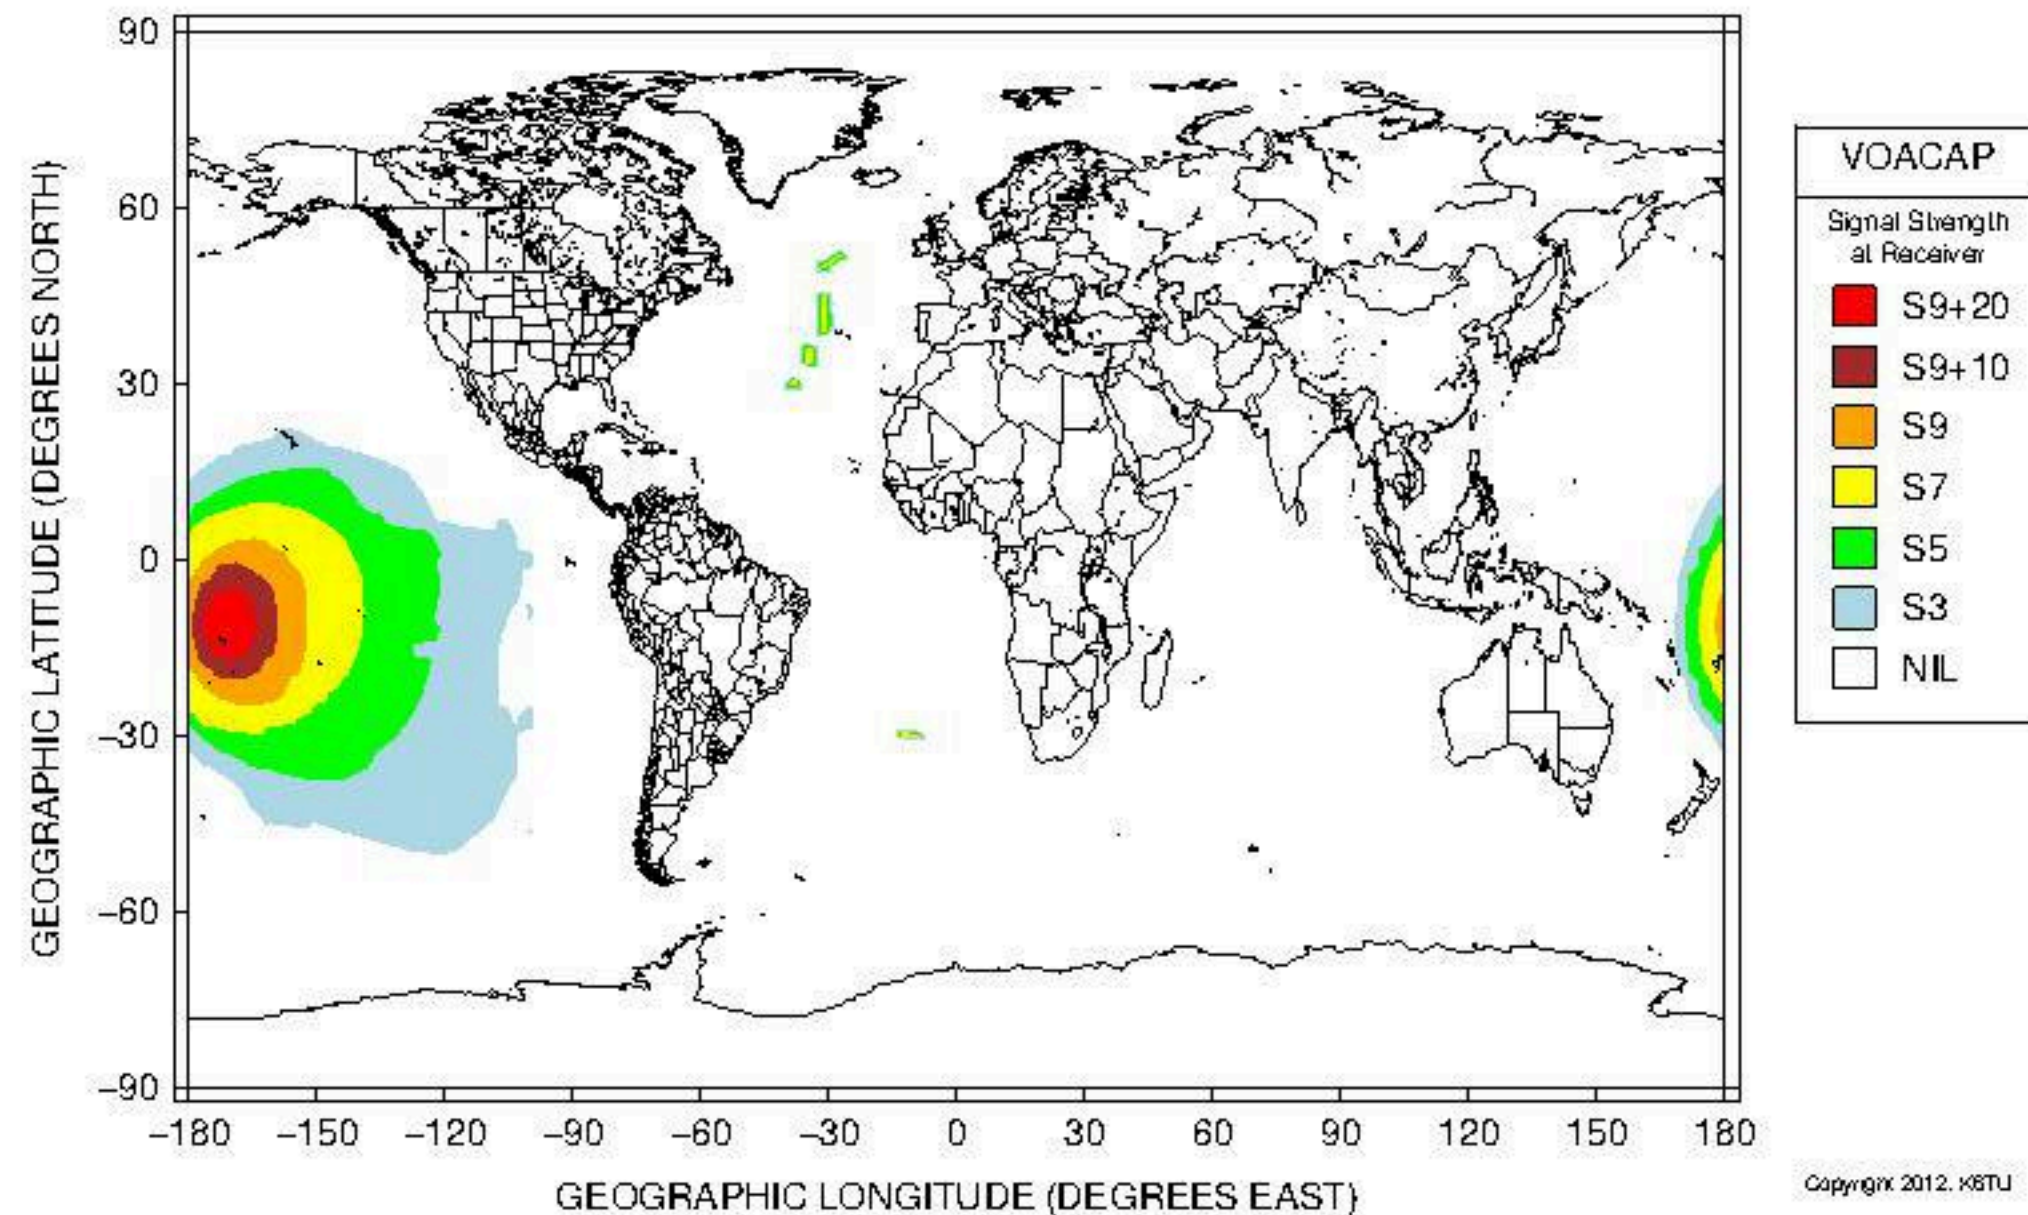 GEOGRAPHIC LATITUDE (DEGREES NORTH)
90
60
30
0
−30
−60
−90
−180 −150 −120 −90 −60 −30 0 30 60 90 120 150 180
GEOGRAPHIC LONGITUDE (DEGREES EAST)
VOACAP
Signal Strength
at Receiver
S9+20
S9+10
S9
S7
S5
S3
NIL
Copyright 2012, K6TU